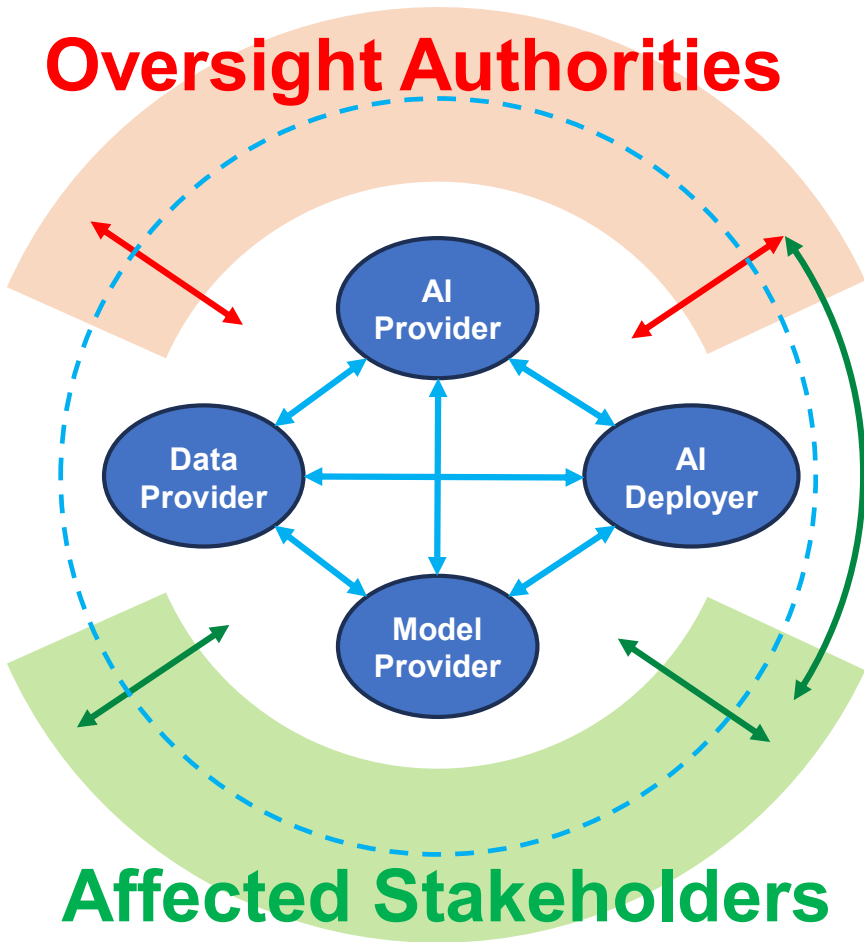 Oversight Authorities
AI
Provider
Data
Provider
AI
Deployer
Model
Provider
Affected Stakeholders